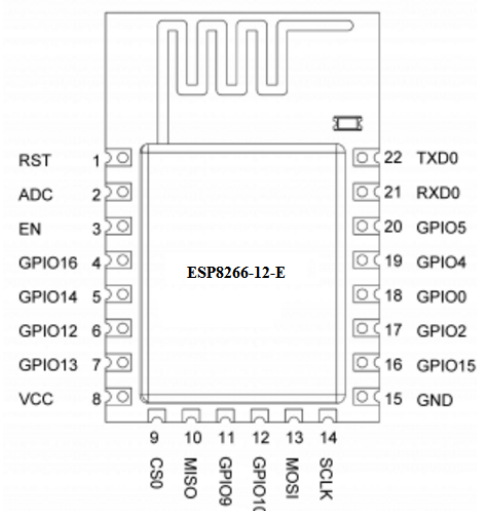 RST 1
ADC 2
EN 3
GPIO16 4
GPIO14 5
GPIO12 6
GPIO13 7
VCC 8
ESP8266-12-E
22 TXD0
21 RXD0
20 GPIO5
19 GPIO4
18 GPIO0
17 GPIO2
16 GPIO15
15 GND
9 10 11 12 13 14
CS0
MISO
GPIO9
GPIO10
MOSI
SCLK